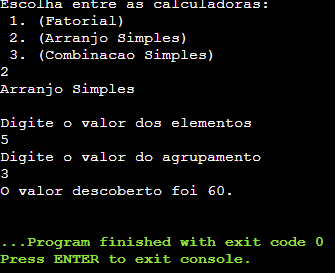 Escolha entre as calculadoras:
1. (Fatorial)
2. (Arranjo Simples)
3. (Combinacao Simples)
2
Arranjo Simples
Digite o valor dos elementos
5
Digite o valor do agrupamento
3
O valor descoberto foi 60.
...Program finished with exit code 0
Press ENTER to exit console.